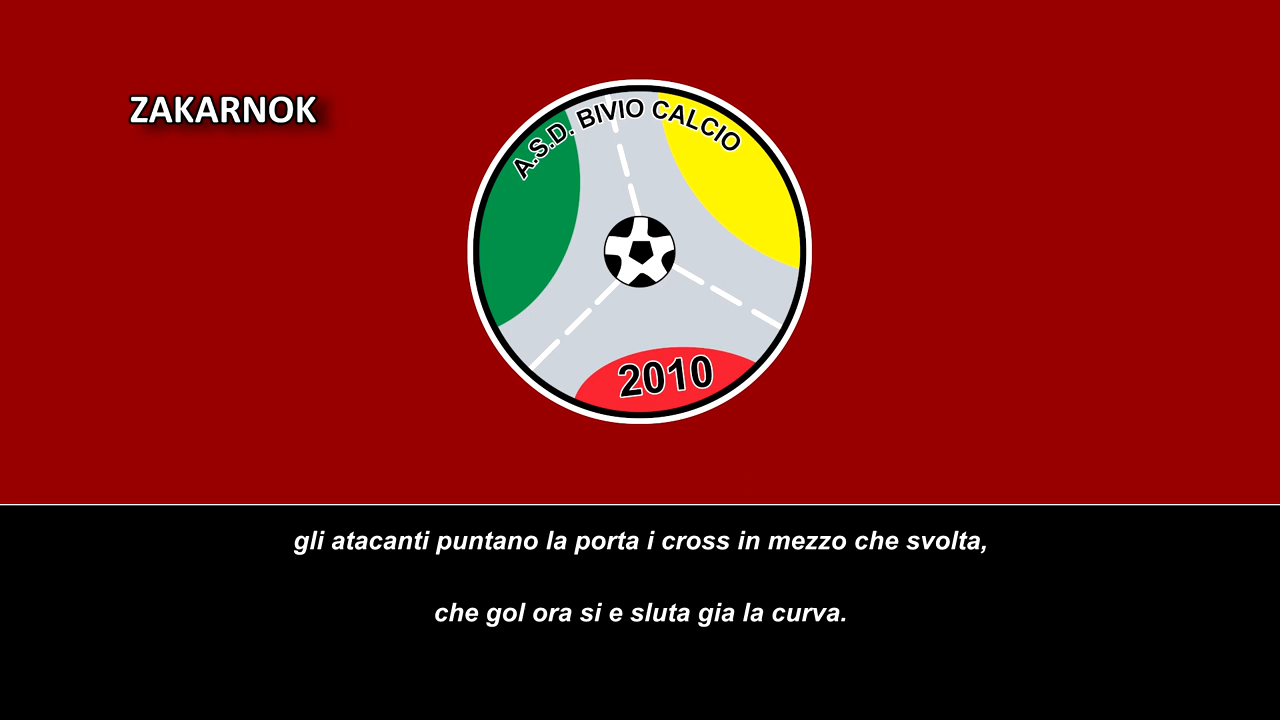 ZAKARNOK
A.S.D. BIVIO CALCIO
2010
gli atacanti puntano la porta i cross in mezzo che svolta,
che gol ora si e sluta gia la curva.